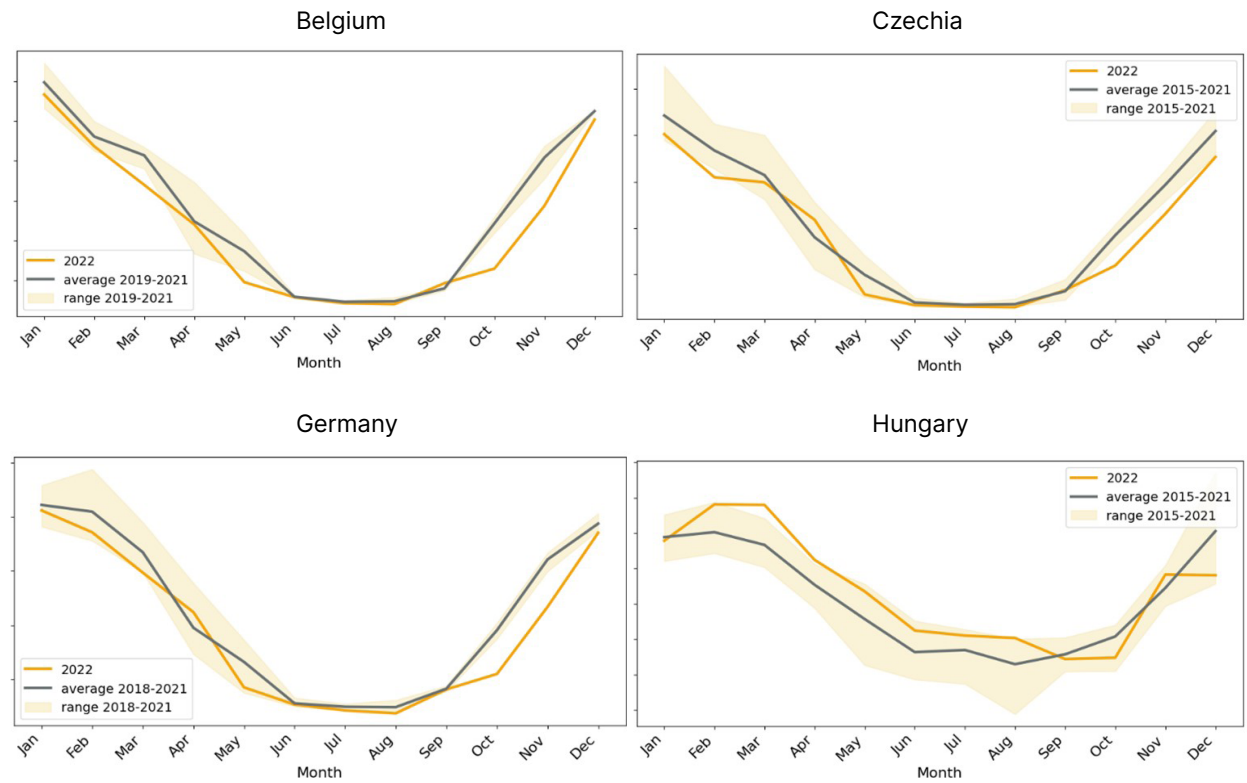 Belgium
2022
average 2019-2021
range 2019-2021
Jan Feb Mar Apr May Jun Jul Aug Sep Oct Nov Dec
Month
Czechia
2022
average 2015-2021
range 2015-2021
Jan Feb Mar Apr May Jun Jul Aug Sep Oct Nov Dec
Month
Germany
2022
average 2018-2021
range 2018-2021
Jan Feb Mar Apr May Jun Jul Aug Sep Oct Nov Dec
Month
Hungary
2022
average 2015-2021
range 2015-2021
Jan Feb Mar Apr May Jun Jul Aug Sep Oct Nov Dec
Month